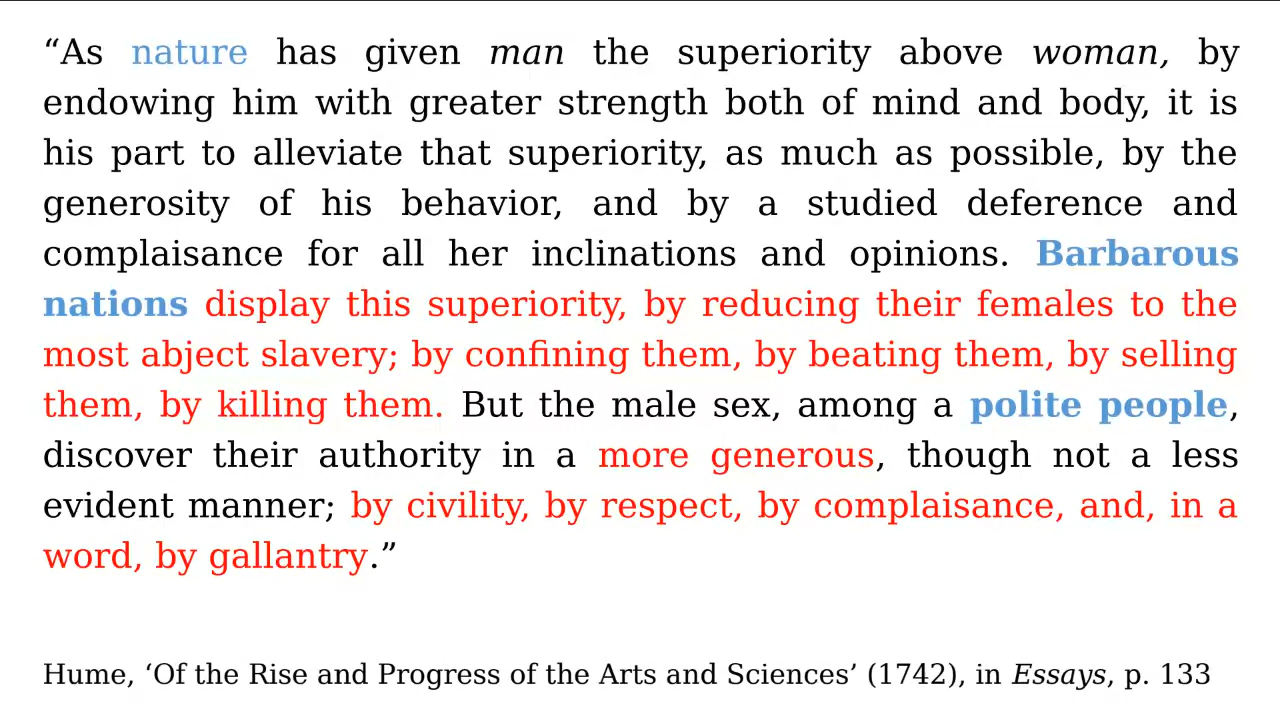 “As nature has given man the superiority above woman, by
endowing him with greater strength both of mind and body, it is
his part to alleviate that superiority, as much as possible, by the
generosity of his behavior, and by a studied deference and
complaisance for all her inclinations and opinions. Barbarous
nations display this superiority, by reducing their females to the
most abject slavery; by confining them, by beating them, by selling
them, by killing them. But the male sex, among a polite people,
discover their authority in a more generous, though not a less
evident manner; by civility, by respect, by complaisance, and, in a
word, by gallantry.”
Hume, ‘Of the Rise and Progress of the Arts and Sciences’ (1742), in Essays, p. 133